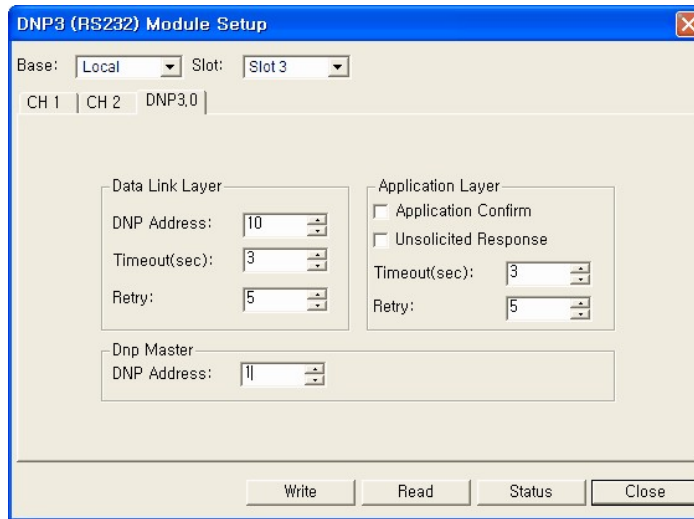 DNP3 (RS232) Module Setup
Base: Local Slot: Slot 3
CH 1 CH 2 DNP3,0
Data Link Layer
DNP Address: 10
Timeout(sec): 3
Retry: 5
Application Layer
Application Confirm
Unsolicited Response
Timeout(sec): 3
Retry: 5
Dnp Master
DNP Address: 1
Write Read Status Close